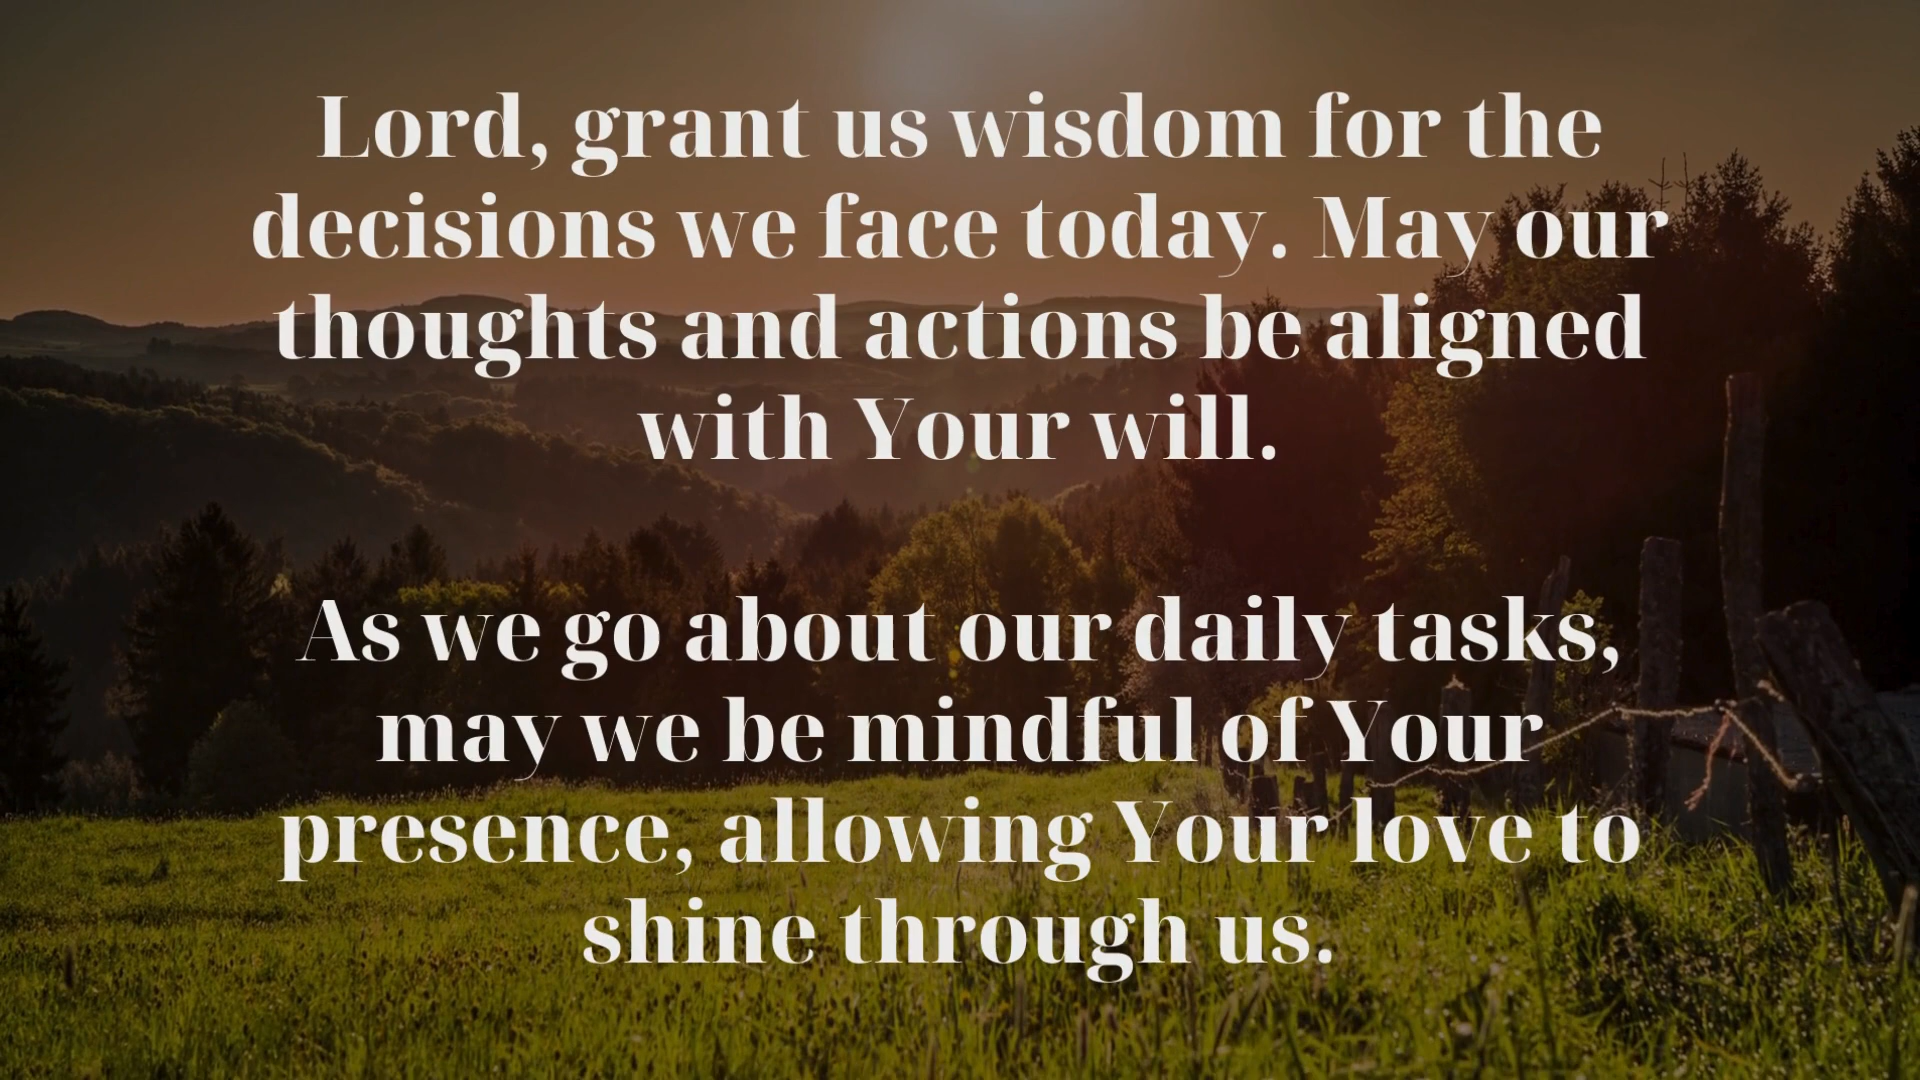 Lord, grant us wisdom for the
decisions we face today. May our
thoughts and actions be aligned
with Your will.
As we go about our daily tasks,
may we be mindful of Your
presence, allowing Your love to
shine through us.